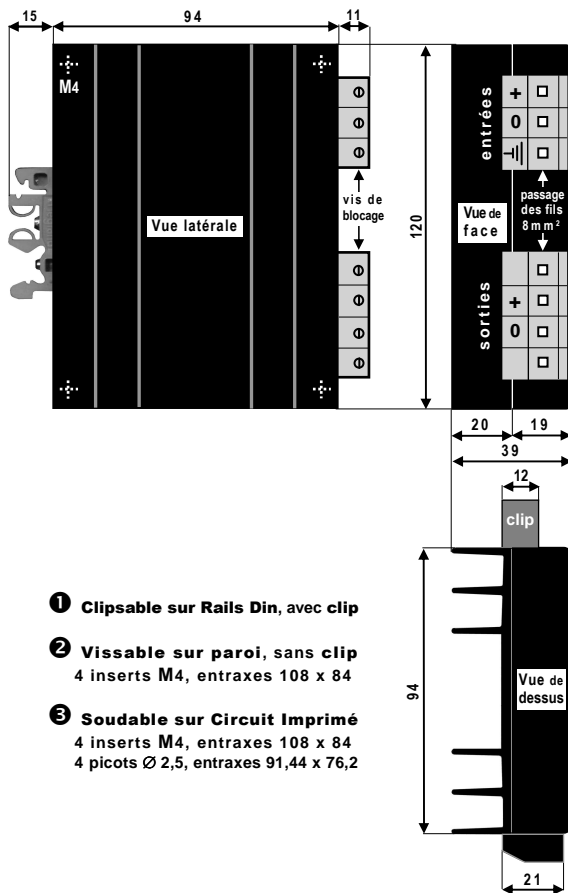 15
94
11
M4
Vue latérale
vis de
blocage
120
entrées
+
0
Vue de
face
passage
des fils
8 mm²
sorties
+
0
20
19
39
12
clip
❶ Clipsable sur Rails Din, avec clip
❷ Vissable sur paroi, sans clip
4 inserts M4, entraxes 108 x 84
❸ Soudable sur Circuit Imprimé
4 inserts M4, entraxes 108 x 84
4 picots Ø 2,5, entraxes 91,44 x 76,2
94
Vue de
dessus
21